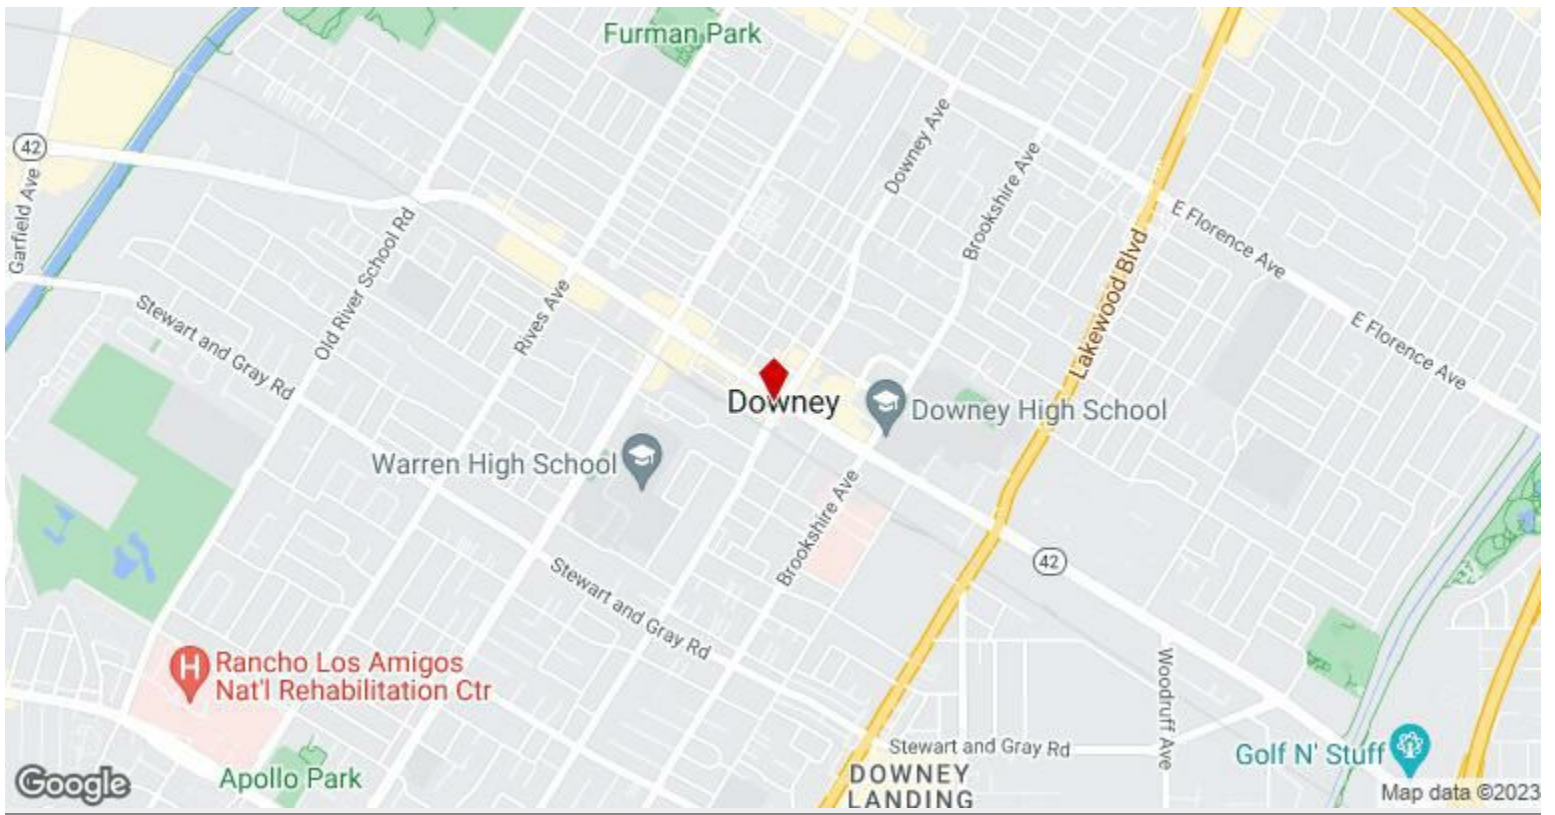 Furman Park
42
Garfield Ave
Downey Ave
Brookshire Ave
E Florence Ave
Old River School Rd
Lakewood Blvd
Stewart and Gray Rd
Rives Ave
E Florence Ave
Downey
Downey High School
Warren High School
Brookshire Ave
42
Stewart and Gray Rd
Rancho Los Amigos
Nat'l Rehabilitation Ctr
Woodruff Ave
Stewart and Gray Rd
Golf N' Stuff
Apollo Park
DOWNEY
LANDING
Google
Map data ©2023
H